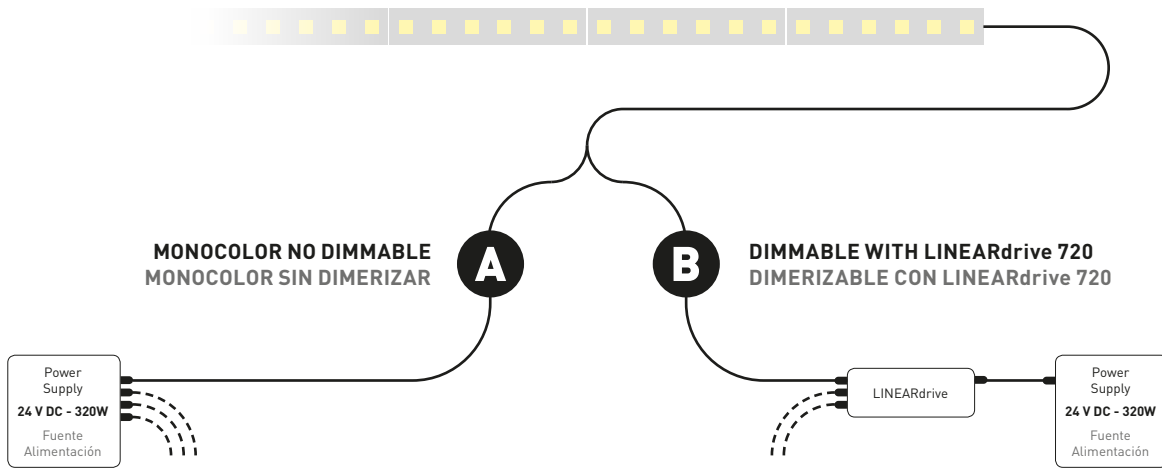 MONOCOLOR NO DIMMABLE
MONOCOLOR SIN DIMERIZAR
A
B
DIMMABLE WITH LINEARdrive 720
DIMERIZABLE CON LINEARdrive 720
Power
Supply
24 V DC - 320W
Fuente
Alimentación
LINEARdrive
Power
Supply
24 V DC - 320W
Fuente
Alimentación